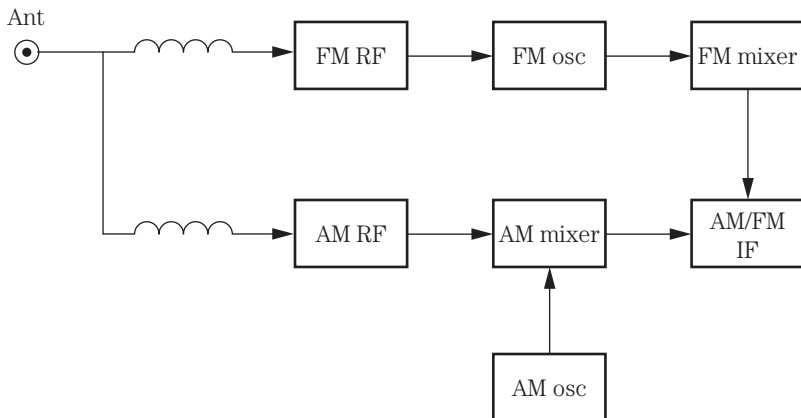 Ant
FM RF
FM osc
FM mixer
AM RF
AM mixer
AM/FM
IF
AM osc